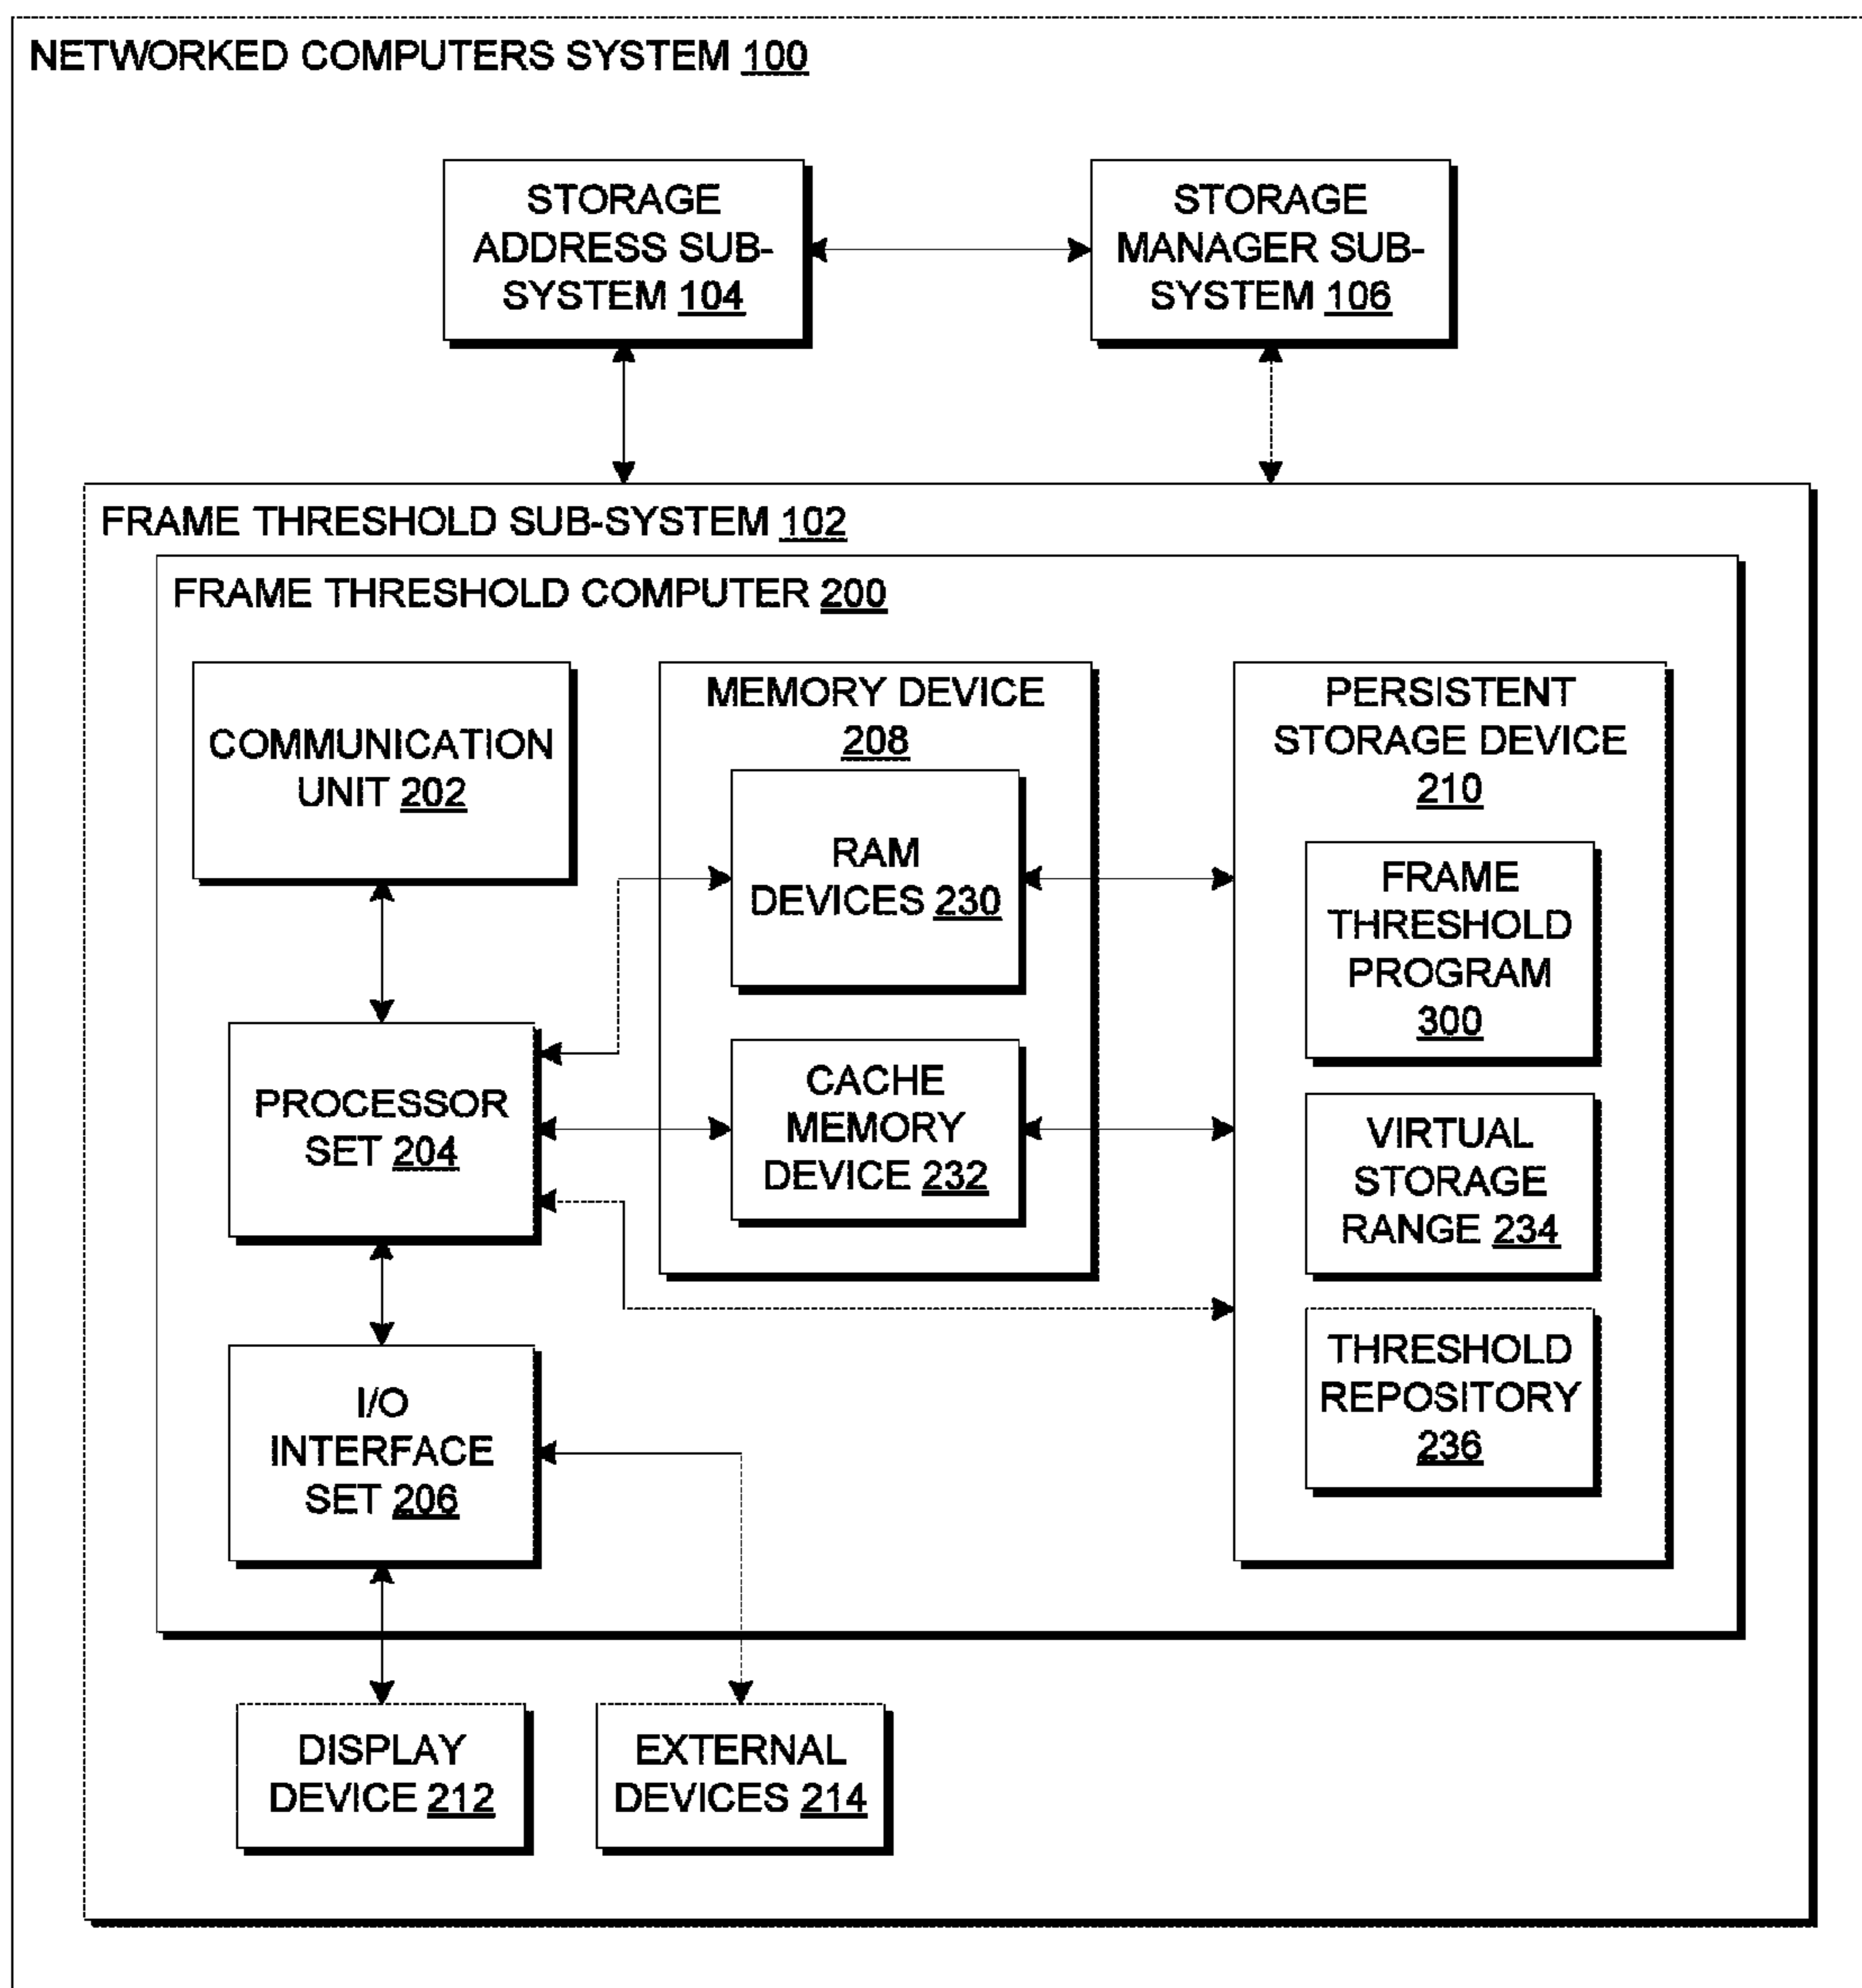 NETWORKED COMPUTERS SYSTEM 100
STORAGE
ADDRESS SUB-
SYSTEM 104
STORAGE
MANAGER SUB-
SYSTEM 106
FRAME THRESHOLD SUB-SYSTEM 102
FRAME THRESHOLD COMPUTER 200
COMMUNICATION
UNIT 202
MEMORY DEVICE
208
RAM
DEVICES 230
CACHE
MEMORY
DEVICE 232
PERSISTENT
STORAGE DEVICE
210
FRAME
THRESHOLD
PROGRAM
300
VIRTUAL
STORAGE
RANGE 234
THRESHOLD
REPOSITORY
236
PROCESSOR
SET 204
I/O
INTERFACE
SET 206
DISPLAY
DEVICE 212
EXTERNAL
DEVICES 214